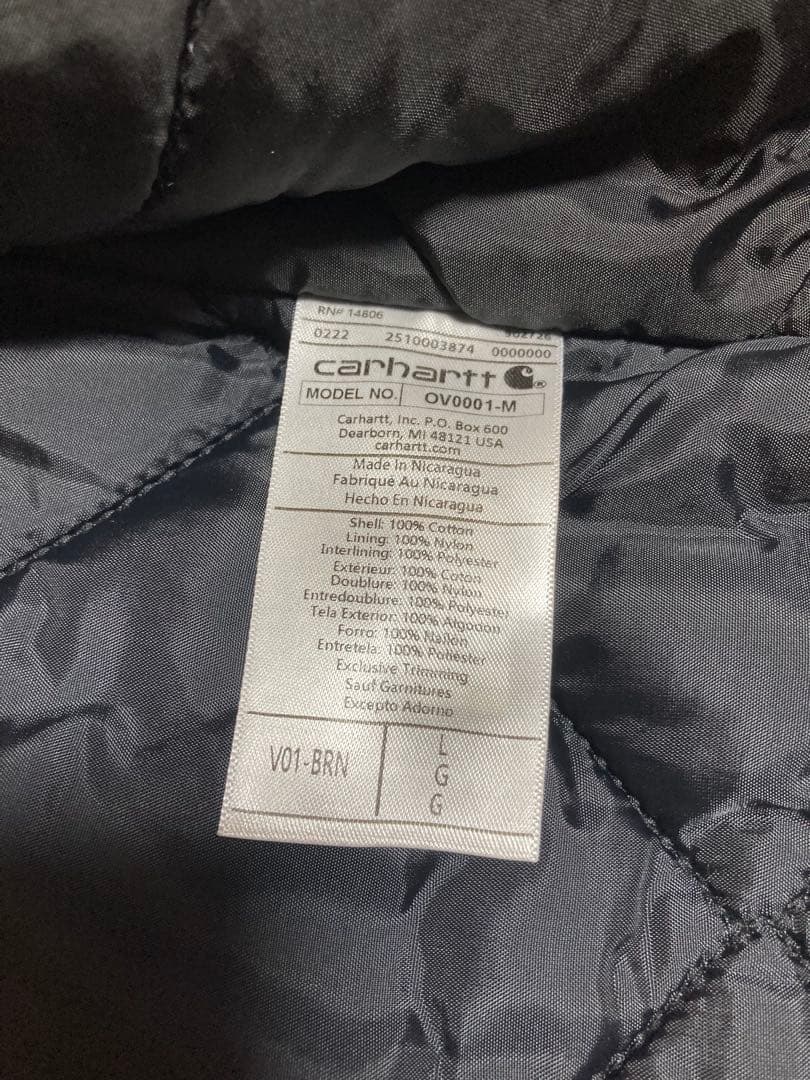 RN# 14806
0222 2510003874 0000000
carhartt
MODEL NO. OV0001-M
Carhartt, Inc. P.O. Box 600
Dearborn, MI 48121 USA
carhartt.com
Made In Nicaragua
Fabriqué Au Nicaragua
Hecho En Nicaragua
Shell: 100% Cotton
Lining: 100% Nylon
Interlining: 100% Polyester
Extérieur: 100% Coton
Doublure: 100% Nylon
Entredoublure: 100% Polyester
Tela Exterior: 100% Algodón
Forro: 100% Nailon
Entretela: 100% Poliéster
Exclusive Trimming
Sauf Garnitures
Excepto Adorno
V01-BRN
L
G
G